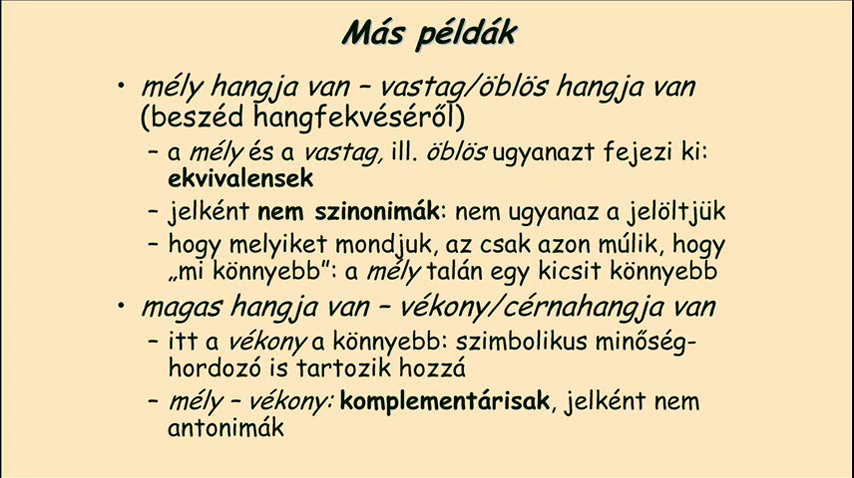 Más példák
• mély hangja van – vastag/öblös hangja van
(beszéd hangfekvéséről)
– a mély és a vastag, ill. öblös ugyanazt fejezi ki:
ekvivalensek
– jelként nem szinonimák: nem ugyanaz a jelöltjük
– hogy melyiket mondjuk, az csak azon múlik, hogy
„mi könnyebb”: a mély talán egy kicsit könnyebb
• magas hangja van – vékony/cérnahangja van
– itt a vékony a könnyebb: szimbolikus minőség-
hordozó is tartozik hozzá
– mély – vékony: komplementárisak, jelként nem
antonimák